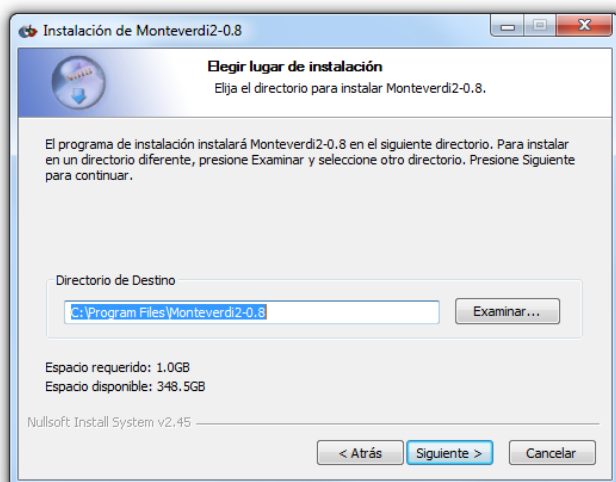 Instalación de Monteverdi2-0.8
Elegir lugar de instalación
Elija el directorio para instalar Monteverdi2-0.8.
El programa de instalación instalará Monteverdi2-0.8 en el siguiente directorio. Para instalar
en un directorio diferente, presione Examinar y seleccione otro directorio. Presione Siguiente
para continuar.
Directorio de Destino
C:\Program Files\Monteverdi2-0.8
Examinar...
Espacio requerido: 1.0GB
Espacio disponible: 348.5GB
Nullsoft Install System v2.45
< Atrás
Siguiente >
Cancelar